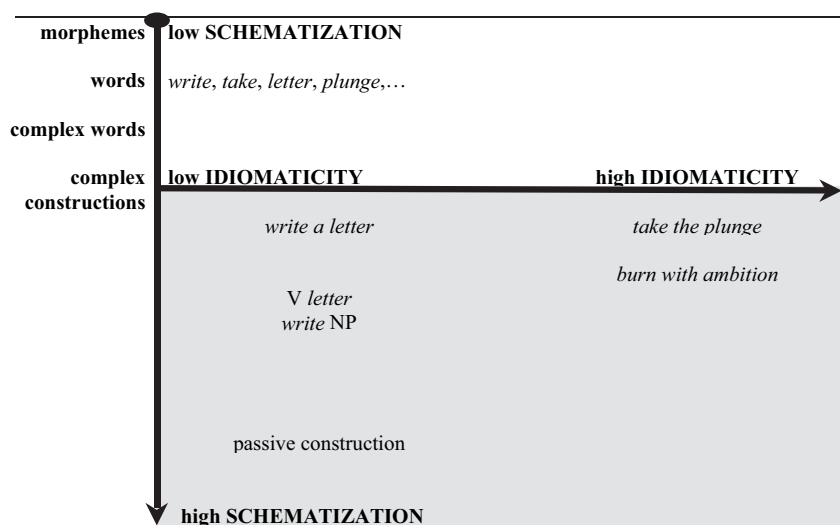 morphemes low SCHEMATIZATION
words write, take, letter, plunge,…
complex words
complex low IDIOMATICITY high IDIOMATICITY
constructions
write a letter take the plunge
burn with ambition
V letter
write NP
passive construction
high SCHEMATIZATION